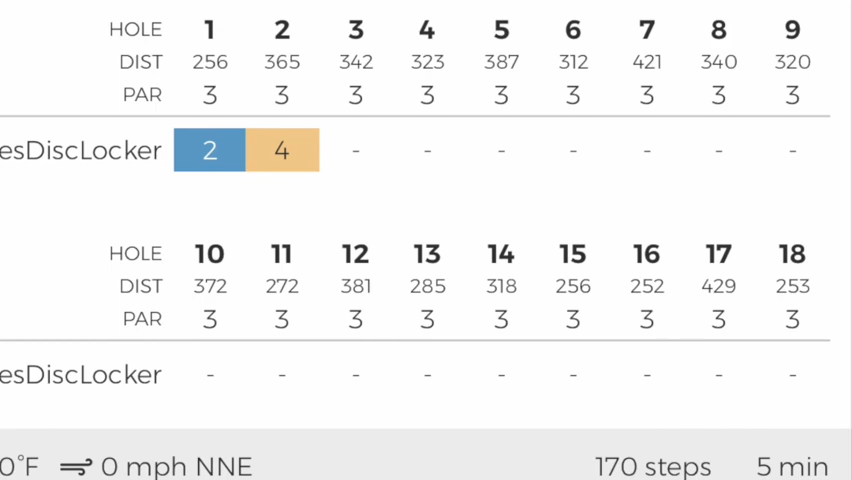 HOLE 1 2 3 4 5 6 7 8 9
DIST 256 365 342 323 387 312 421 340 320
PAR 3 3 3 3 3 3 3 3 3
esDiscLocker 2 4 - - - - - - -
HOLE 10 11 12 13 14 15 16 17 18
DIST 372 272 381 285 318 256 252 429 253
PAR 3 3 3 3 3 3 3 3 3
esDiscLocker - - - - - - - - -
0°F 0 mph NNE 170 steps 5 min